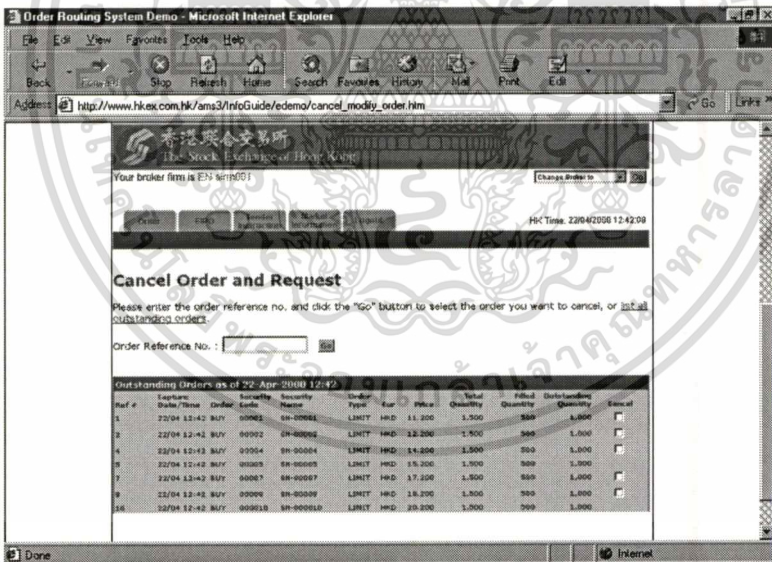 Order Routing System Demo - Microsoft Internet Explorer
File Edit View Favorites Tools Help
Back Forward Stop Refresh Home Search Favorites History Mail Print Edit
Address http://www.hkex.com.hk/ams3/InfoGuide/edemo/cancel_modify_order.htm Go Links »
香港聯合交易所
The Stock Exchange of Hong Kong
Your broker firm is Change Broker to Go
Order Market Information Logout HK Time. 22/04/2000 12:42:09
Cancel Order and Request
Please enter the order reference no. and click the "Go" button to select the order you want to cancel, or list all
outstanding orders.
Order Reference No. : Go
Outstanding Orders as of 22-Apr-2000 12:42
Ref # Capture Date/Time Order Security Code Security Name Order Type Cur Price Total Quantity Filled Quantity Outstanding Quantity Cancel
1 22/04 12:42 BUY 00001 SH-00001 LIMIT HKD 11.200 1,500 500 1,000
2 22/04 12:42 BUY 00002 SH-00002 LIMIT HKD 12.200 1,500 500 1,000
4 22/04 12:42 BUY 00004 SH-00004 LIMIT HKD 14.200 1,500 500 1,000
5 22/04 12:42 BUY 00005 SH-00005 LIMIT HKD 15.200 1,500 500 1,000
7 22/04 12:42 BUY 00007 SH-00007 LIMIT HKD 17.200 1,500 500 1,000
22/04 12:42 BUY LIMIT HKD 18.200 1,500 500 1,000
22/04 12:42 BUY 000010 SH-000010 LIMIT HKD 20.200 1,500 500 1,000
Done Internet